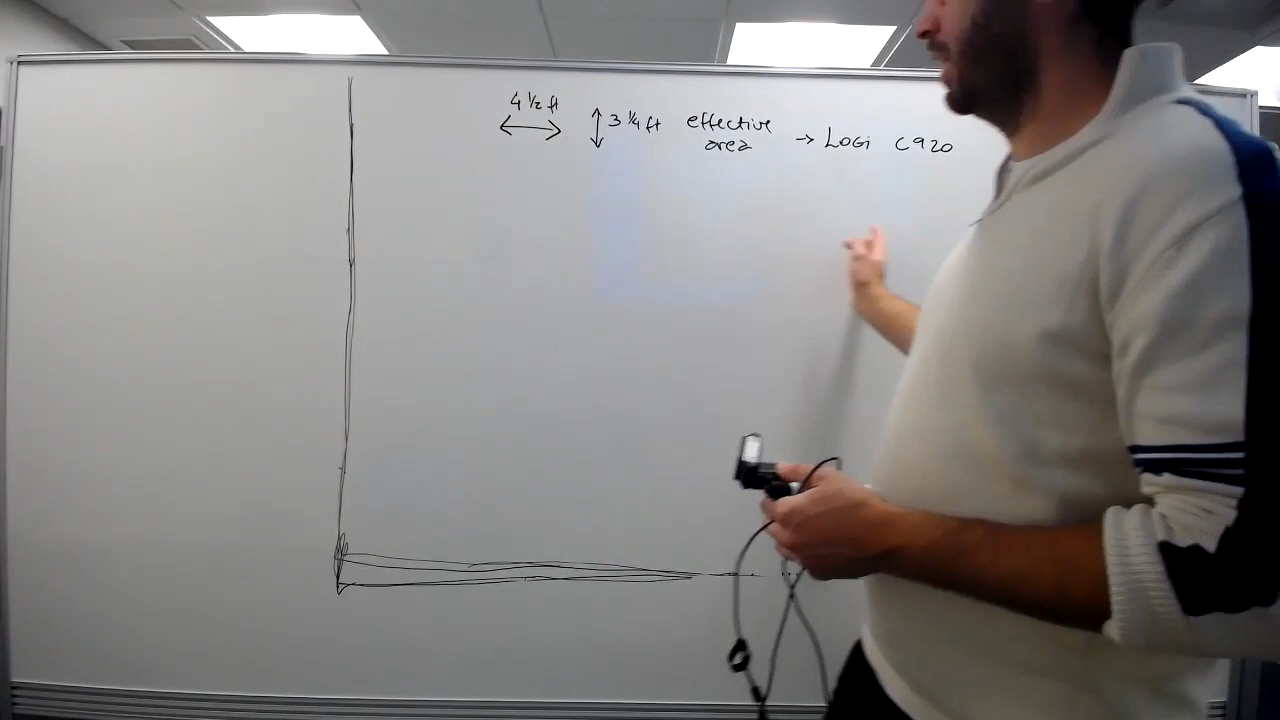 4 ½ ft
3 ¼ ft effective → Logi C920
area